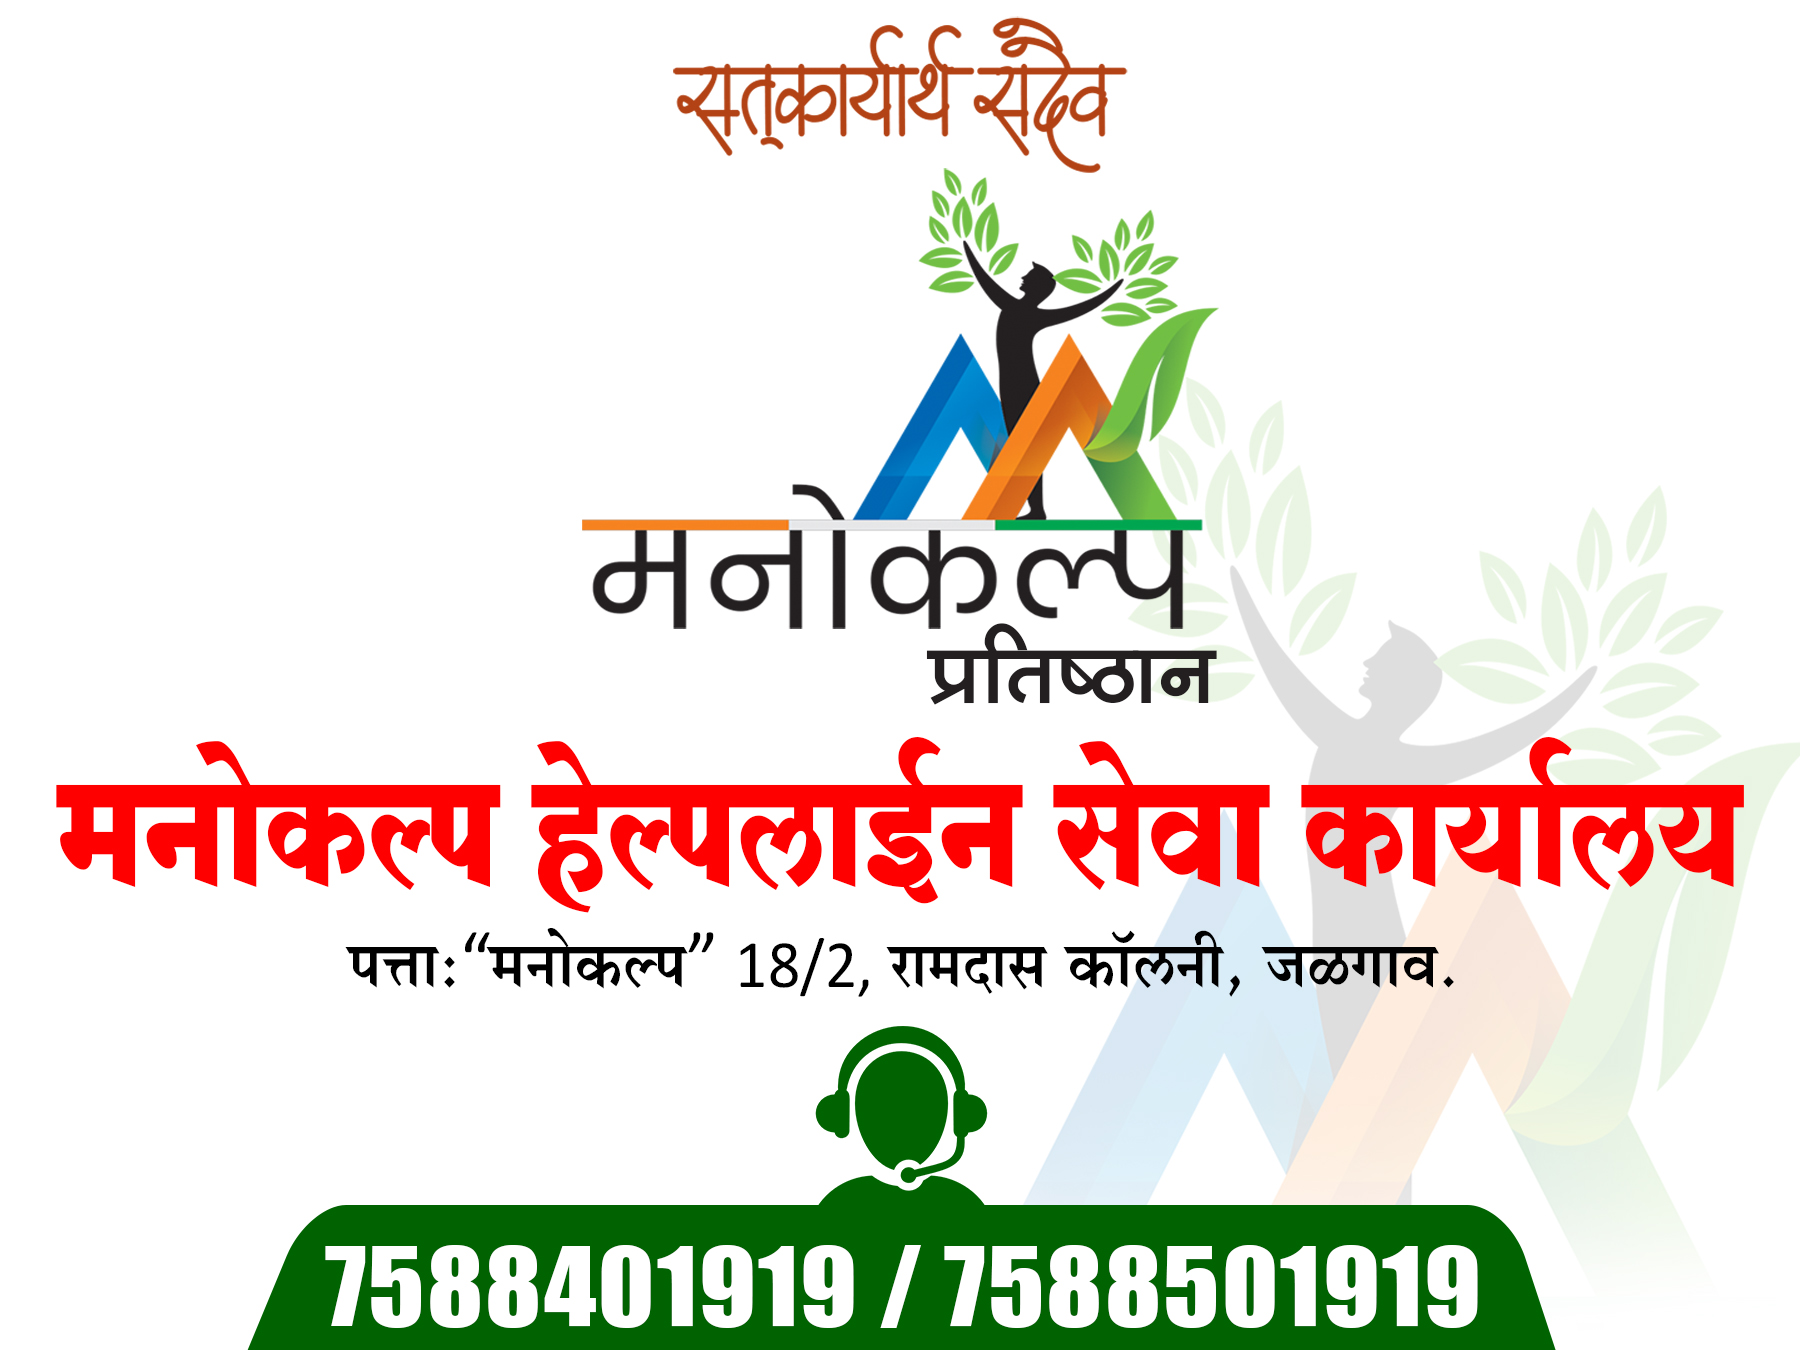 सत्कार्यार्थ सदैव
मनोकल्प
प्रतिष्ठान
मनोकल्प हेल्पलाईन सेवा कार्यालय
पत्ताः “मनोकल्प” 18/2, रामदास कॉलनी, जळगाव.
7588401919 / 7588501919